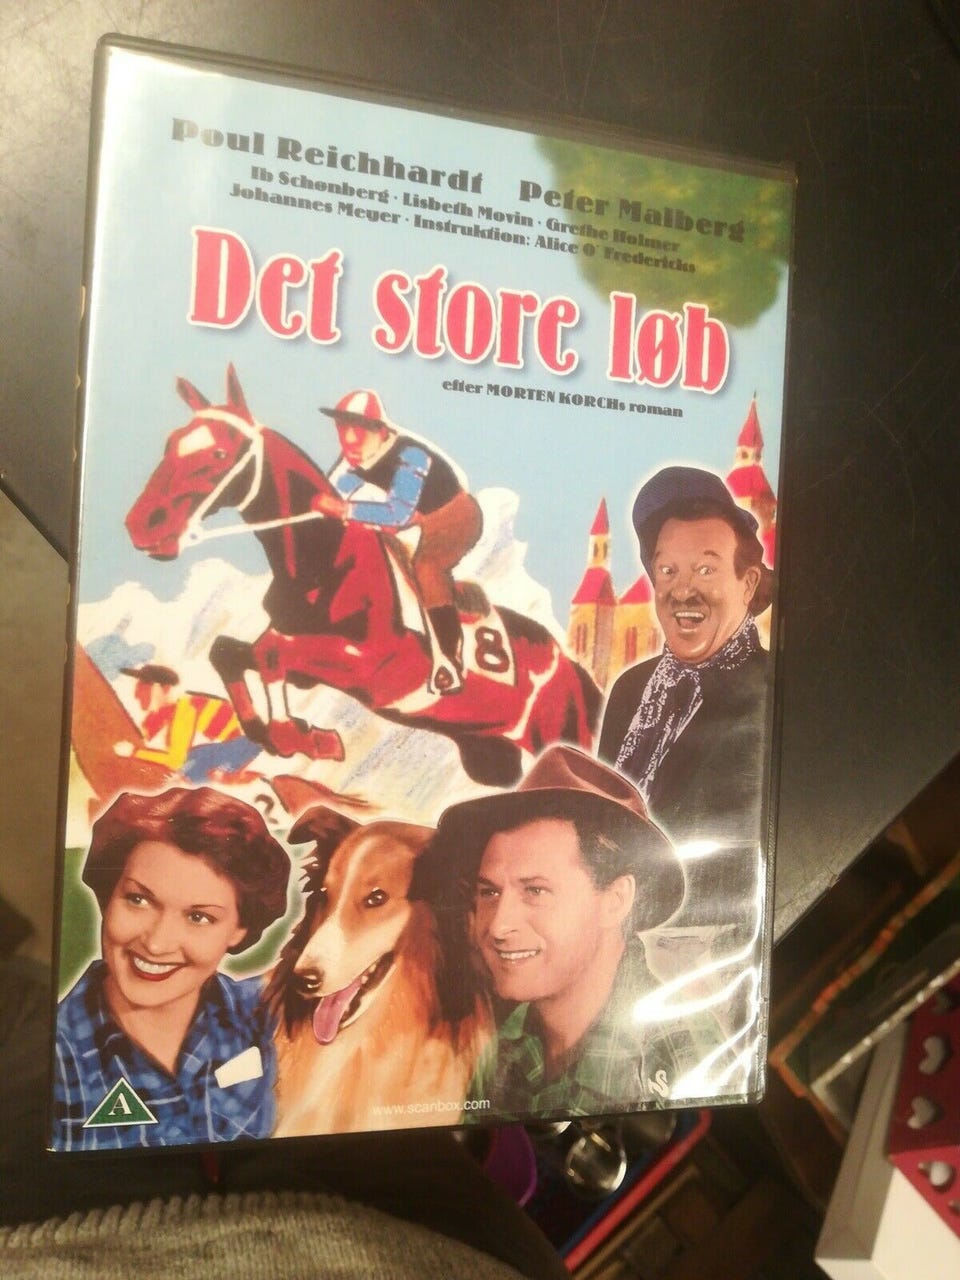 Poul Reichhardt Peter Malberg
Ib Schønberg · Lisbeth Movin · Grethe Holmer
Johannes Meyer · Instruktion: Alice O' Fredericks
Det store løb
efter MORTEN KORCHs roman
8
2
A
www.scanbox.com